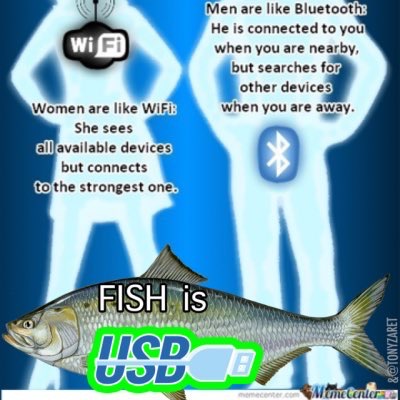 WiFi
Women are like WiFi:
She sees
all available devices
but connects
to the strongest one.
Men are like Bluetooth:
He is connected to you
when you are nearby,
but searches for
other devices
when you are away.
FISH is
USB
&@TONYZARET
memecenter.com MemeCenter